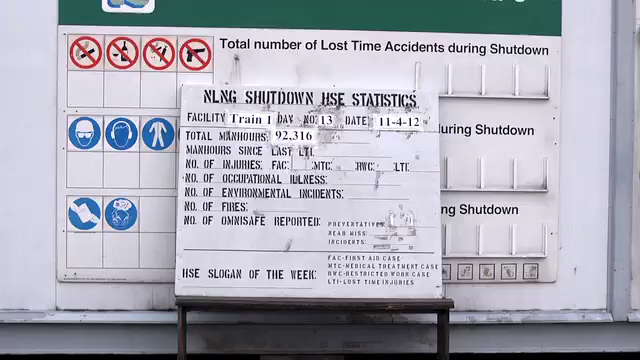 Total number of Lost Time Accidents during Shutdown
NLNG SHUTDOWN HSE STATISTICS
FACILITY Train 1 DAY NO: 13 DATE: 11-4-12
TOTAL MANHOURS: 92,316
MANHOURS SINCE LAST LTI:
during Shutdown
NO. OF INJURIES: FAC: MTC: RWC: LTI:
NO. OF OCCUPATIONAL ILLNESS:
NO. OF ENVIRONMENTAL INCIDENTS:
NO. OF FIRES:
ng Shutdown
NO. OF OMNISAFE REPORTED:
PREVENTATIVE
NEAR MISS:
INCIDENTS:
FAC-FIRST AID CASE
MTC-MEDICAL TREATMENT CASE
HSE SLOGAN OF THE WEEK:
RWC-RESTRICTED WORK CASE
LTI-LOST TIME INJURIES